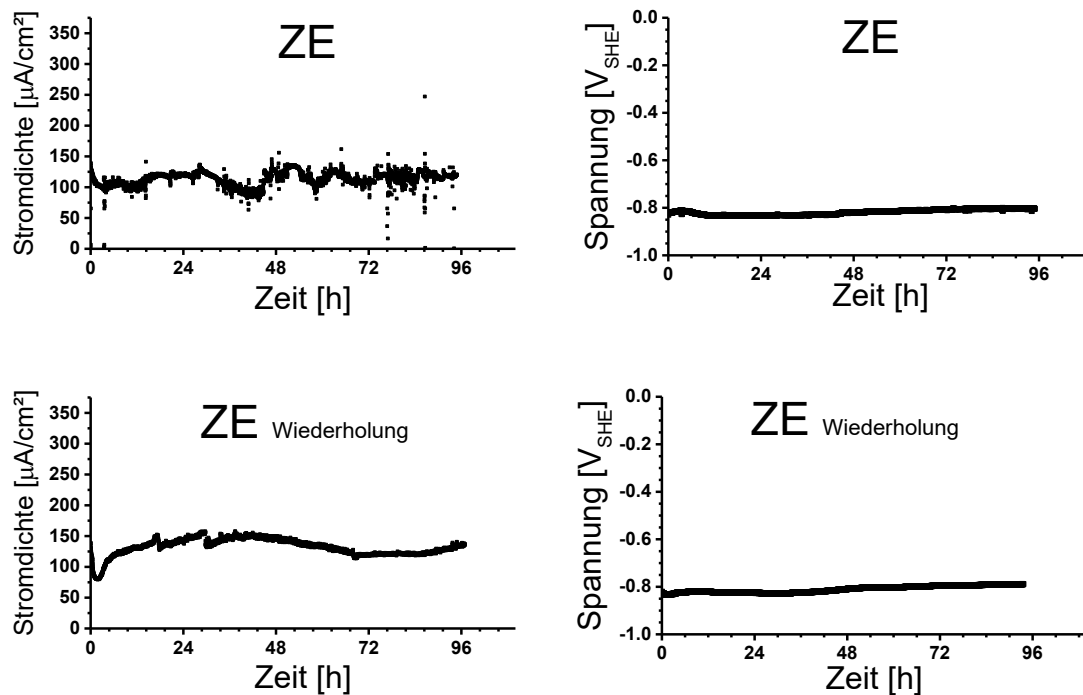 ZE
Stromdichte [µA/cm²]
375
350
300
250
200
150
100
50
0
0 24 48 72 96
Zeit [h]
ZE
Spannung [V_SHE]
0.0
-0.2
-0.4
-0.6
-0.8
-1.0
0 24 48 72 96
Zeit [h]
ZE Wiederholung
Stromdichte [µA/cm²]
375
350
300
250
200
150
100
50
0
0 24 48 72 96
Zeit [h]
ZE Wiederholung
Spannung [V_SHE]
0.0
-0.2
-0.4
-0.6
-0.8
-1.0
0 24 48 72 96
Zeit [h]